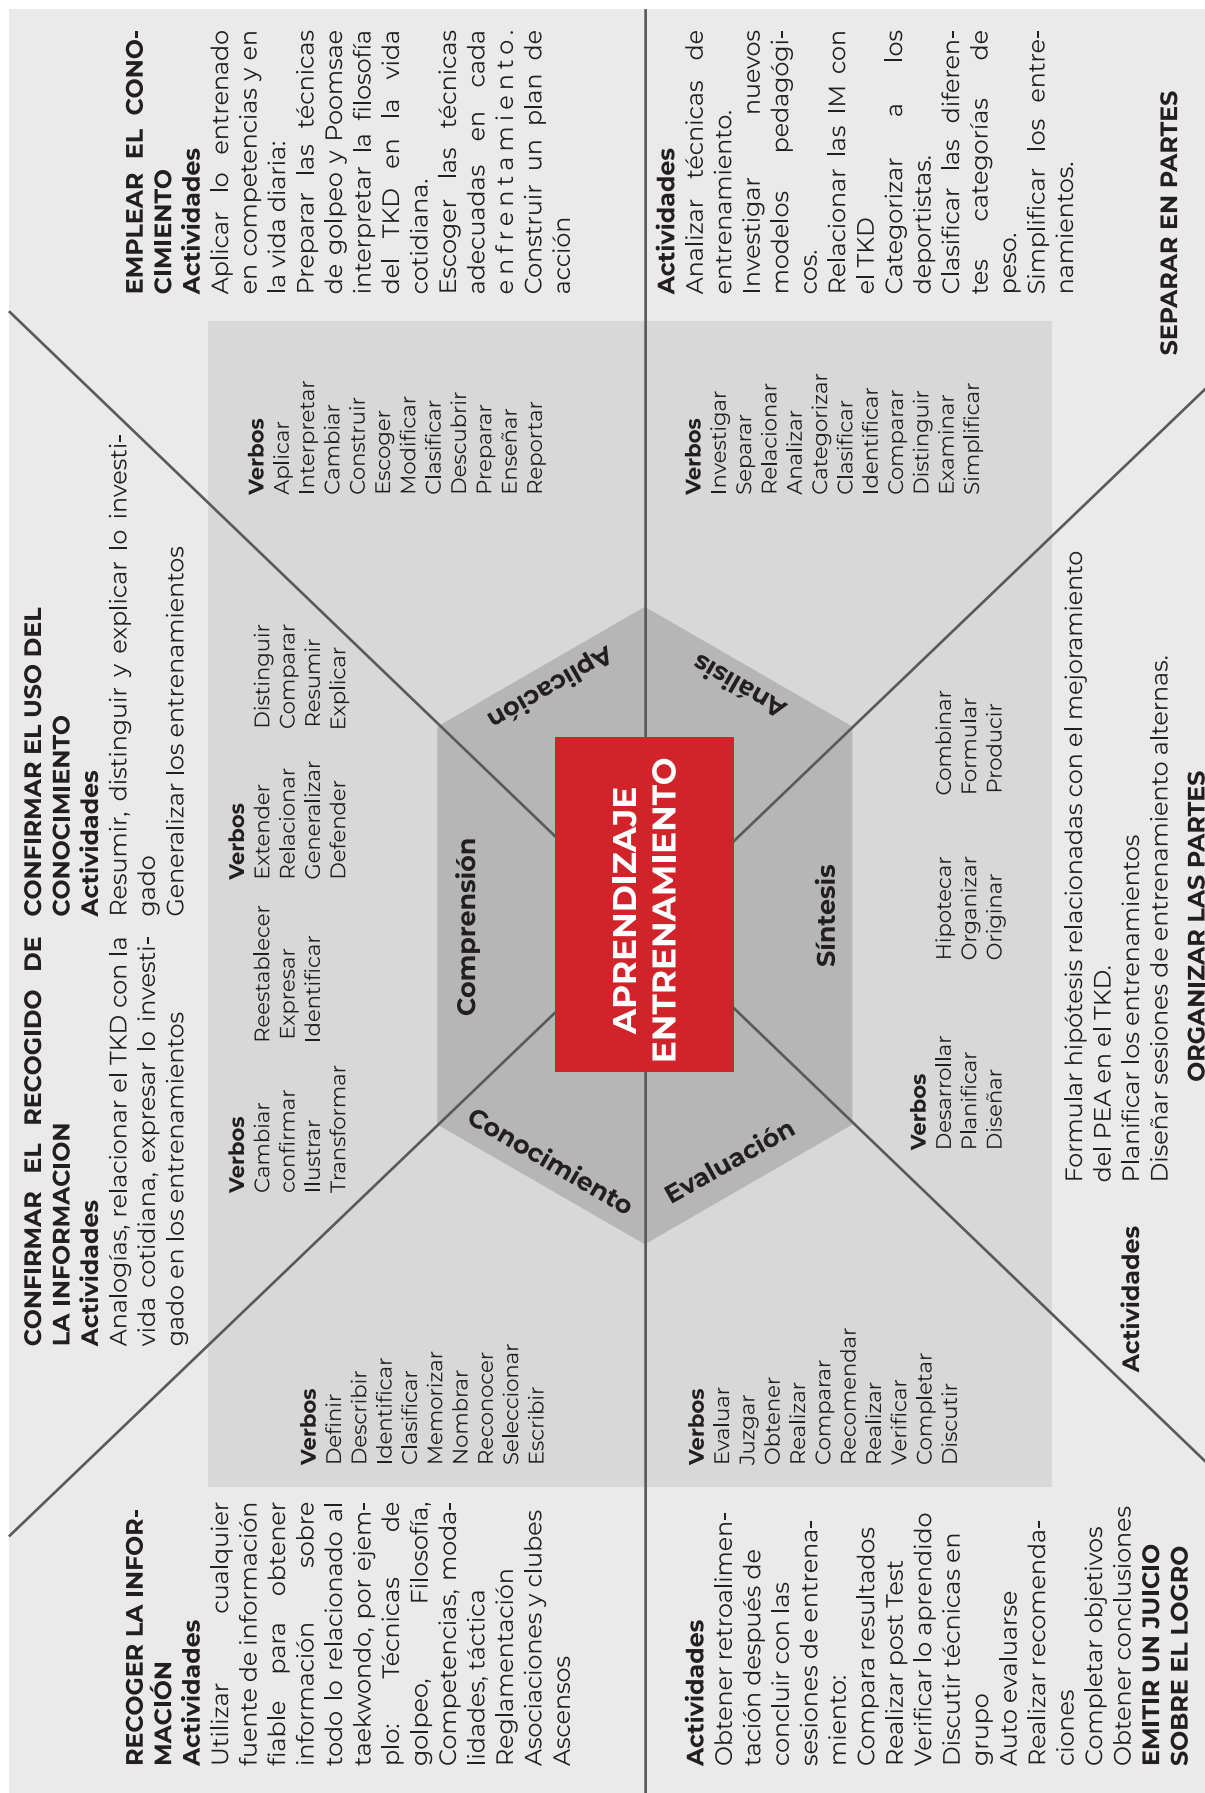 RECOGER LA INFOR-
MACIÓN
Actividades
Utilizar cualquier
fuente de información
fiable para obtener
información sobre
todo lo relacionado al
taekwondo, por ejem-
plo: Técnicas de
golpeo, Filosofía,
Competencias, moda-
lidades, táctica
Reglamentación
Asociaciones y clubes
Ascensos
CONFIRMAR EL RECOGIDO DE
LA INFORMACION
Actividades
Analogías, relacionar el TKD con la
vida cotidiana, expresar lo investi-
gado en los entrenamientos
CONFIRMAR EL USO DEL
CONOCIMIENTO
Actividades
Resumir, distinguir y explicar lo investi-
gado
Generalizar los entrenamientos
EMPLEAR EL CONO-
CIMIENTO
Actividades
Aplicar lo entrenado
en competencias y en
la vida diaria:
Preparar las técnicas
de golpeo y Poomsae
interpretar la filosofía
del TKD en la vida
cotidiana.
Escoger las técnicas
adecuadas en cada
enfrentamiento.
Construir un plan de
acción
Verbos
Definir
Describir
Identificar
Clasificar
Memorizar
Nombrar
Reconocer
Seleccionar
Escribir
Verbos
Cambiar
confirmar
Ilustrar
Transformar
Reestablecer
Expresar
Identificar
Verbos
Extender
Relacionar
Generalizar
Defender
Distinguir
Comparar
Resumir
Explicar
Verbos
Aplicar
Interpretar
Cambiar
Construir
Escoger
Modificar
Clasificar
Descubrir
Preparar
Enseñar
Reportar
Conocimiento
Comprensión
Aplicación
APRENDIZAJE
ENTRENAMIENTO
Evaluación
Síntesis
Análisis
Verbos
Evaluar
Juzgar
Obtener
Realizar
Comparar
Recomendar
Realizar
Verificar
Completar
Discutir
Verbos
Desarrollar
Planificar
Diseñar
Hipotecar
Organizar
Originar
Combinar
Formular
Producir
Verbos
Investigar
Separar
Relacionar
Analizar
Categorizar
Clasificar
Identificar
Comparar
Distinguir
Examinar
Simplificar
Actividades
Obtener retroalimen-
tación después de
concluir con las
sesiones de entrena-
miento:
Compara resultados
Realizar post Test
Verificar lo aprendido
Discutir técnicas en
grupo
Auto evaluarse
Realizar recomenda-
ciones
Completar objetivos
Obtener conclusiones
EMITIR UN JUICIO
SOBRE EL LOGRO
Actividades
Formular hipótesis relacionadas con el mejoramiento
del PEA en el TKD.
Planificar los entrenamientos
Diseñar sesiones de entrenamiento alternas.
ORGANIZAR LAS PARTES
Actividades
Analizar técnicas de
entrenamiento.
Investigar nuevos
modelos pedagógi-
cos.
Relacionar las IM con
el TKD
Categorizar a los
deportistas.
Clasificar las diferen-
tes categorías de
peso.
Simplificar los entre-
namientos.
SEPARAR EN PARTES